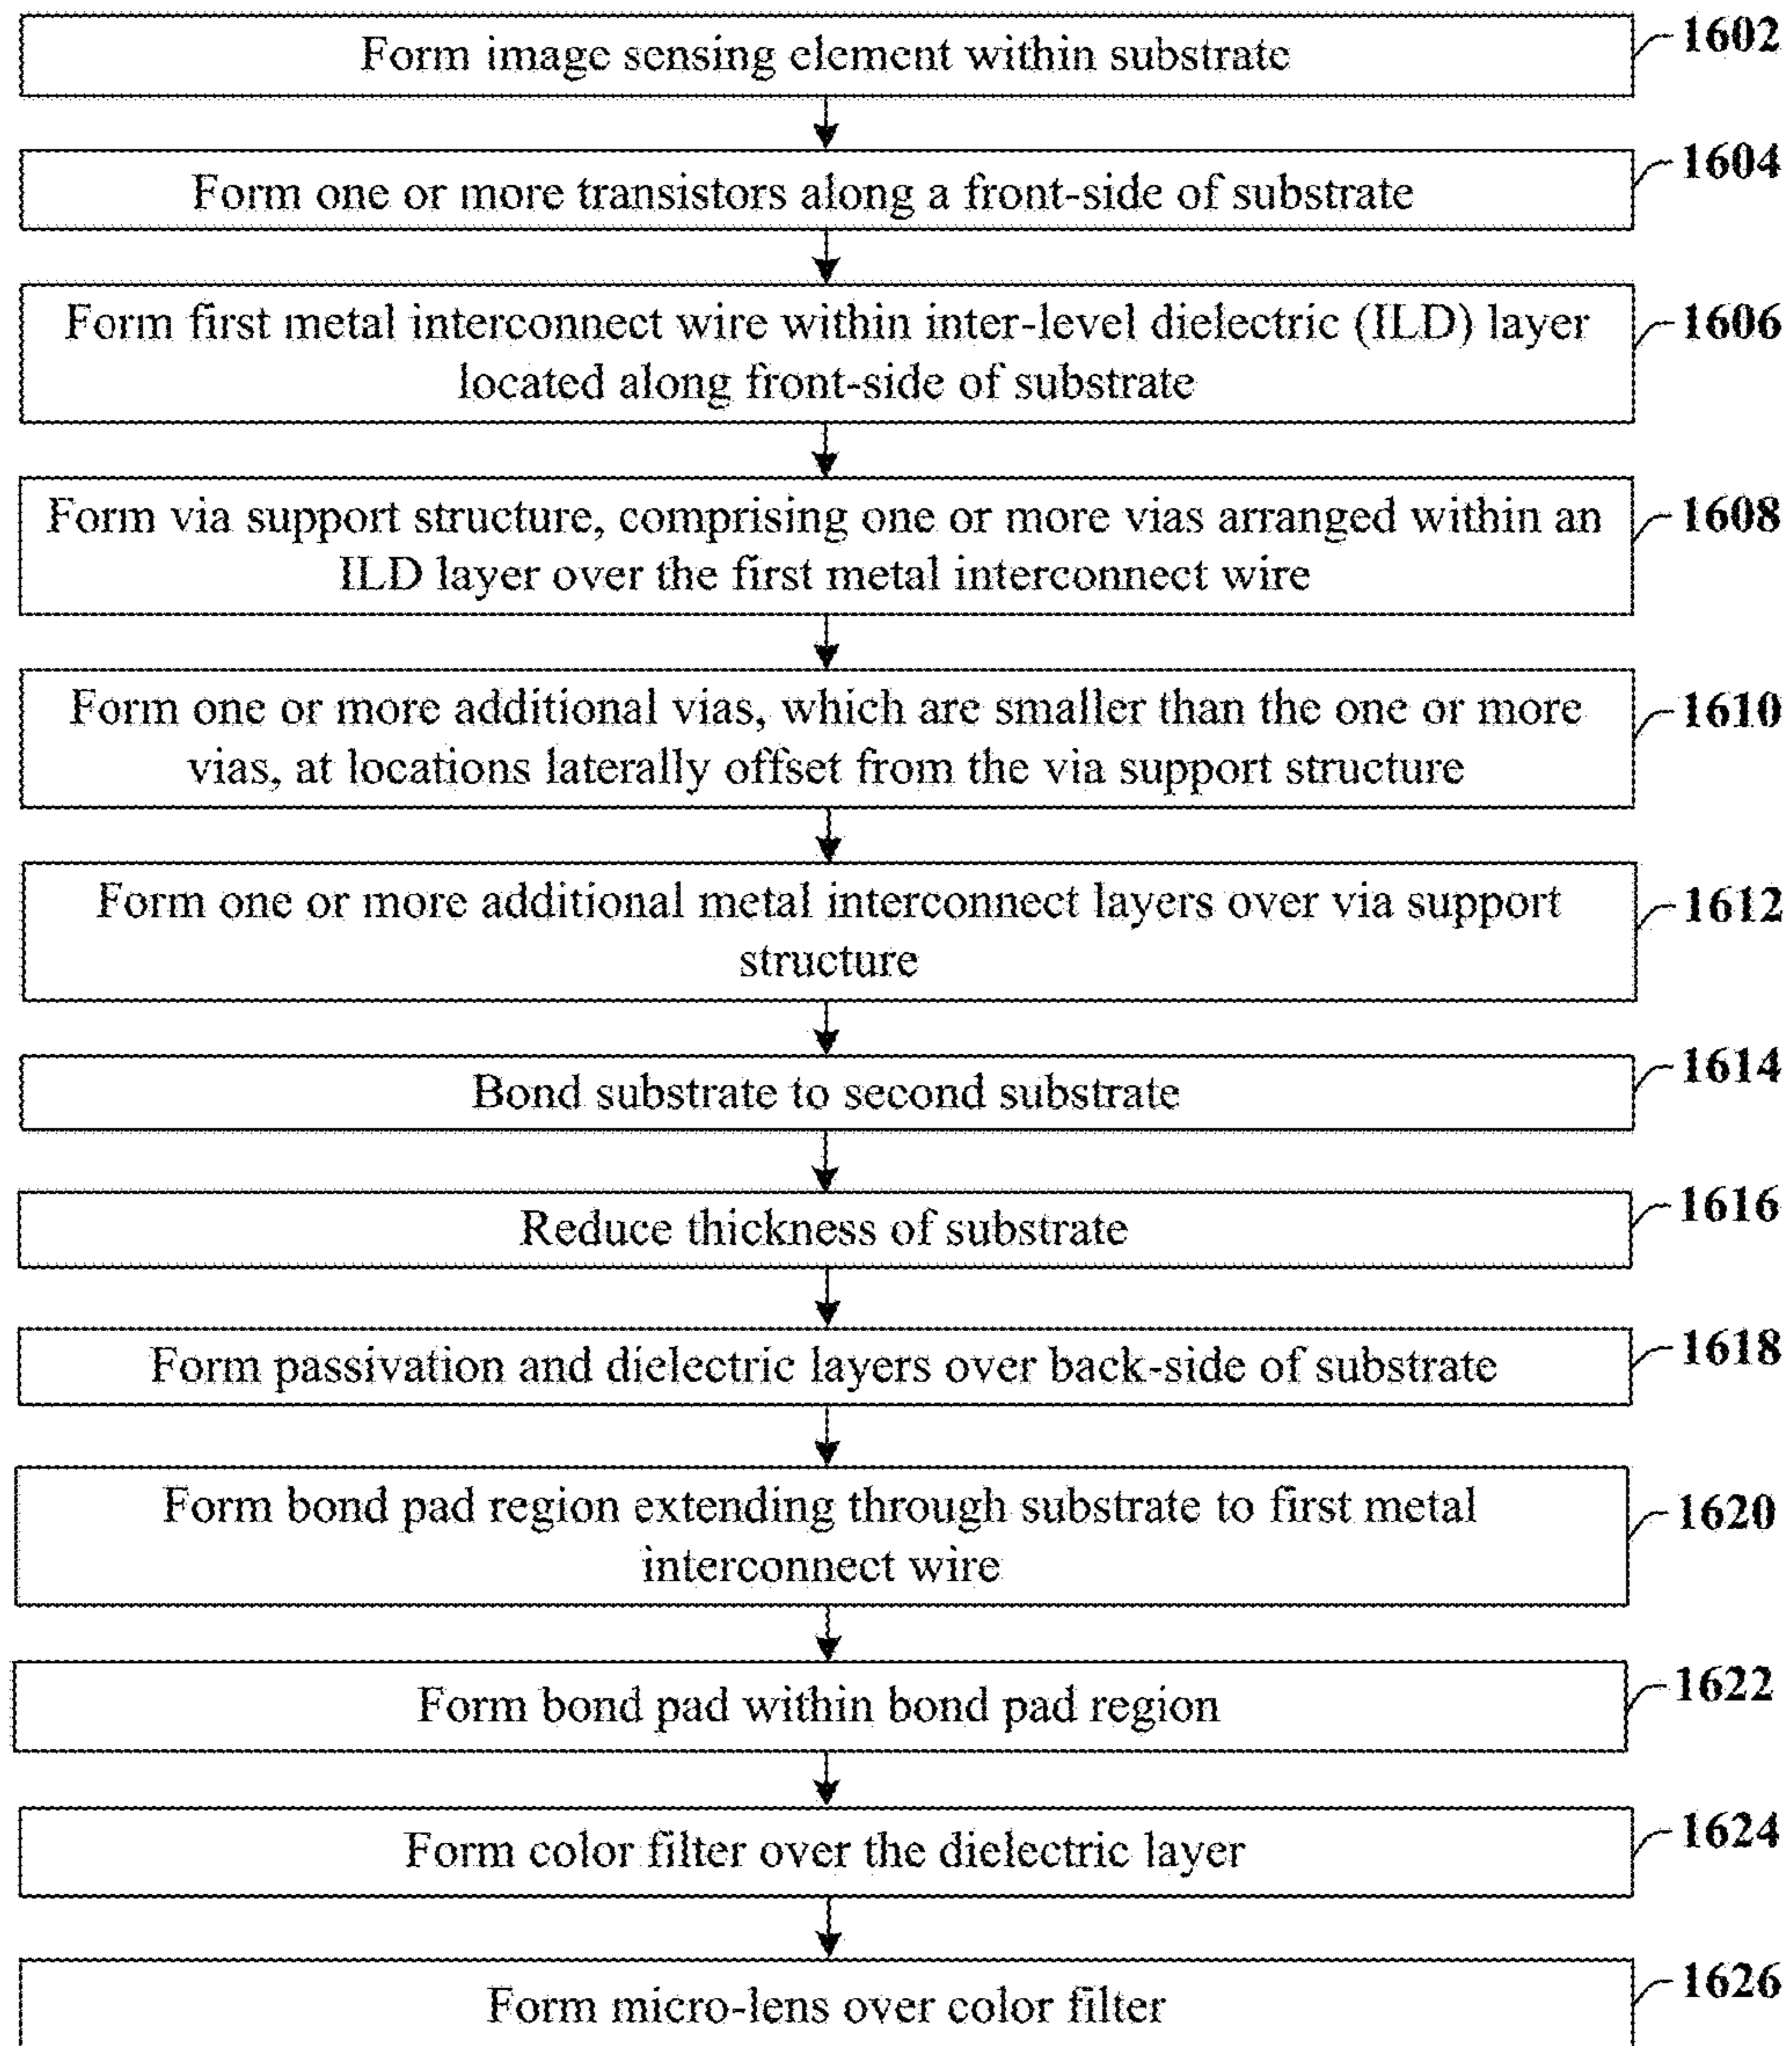 Form image sensing element within substrate
1602
Form one or more transistors along a front-side of substrate
1604
Form first metal interconnect wire within inter-level dielectric (ILD) layer
located along front-side of substrate
1606
Form via support structure, comprising one or more vias arranged within an
ILD layer over the first metal interconnect wire
1608
Form one or more additional vias, which are smaller than the one or more
vias, at locations laterally offset from the via support structure
1610
Form one or more additional metal interconnect layers over via support
structure
1612
Bond substrate to second substrate
1614
Reduce thickness of substrate
1616
Form passivation and dielectric layers over back-side of substrate
1618
Form bond pad region extending through substrate to first metal
interconnect wire
1620
Form bond pad within bond pad region
1622
Form color filter over the dielectric layer
1624
Form micro-lens over color filter
1626